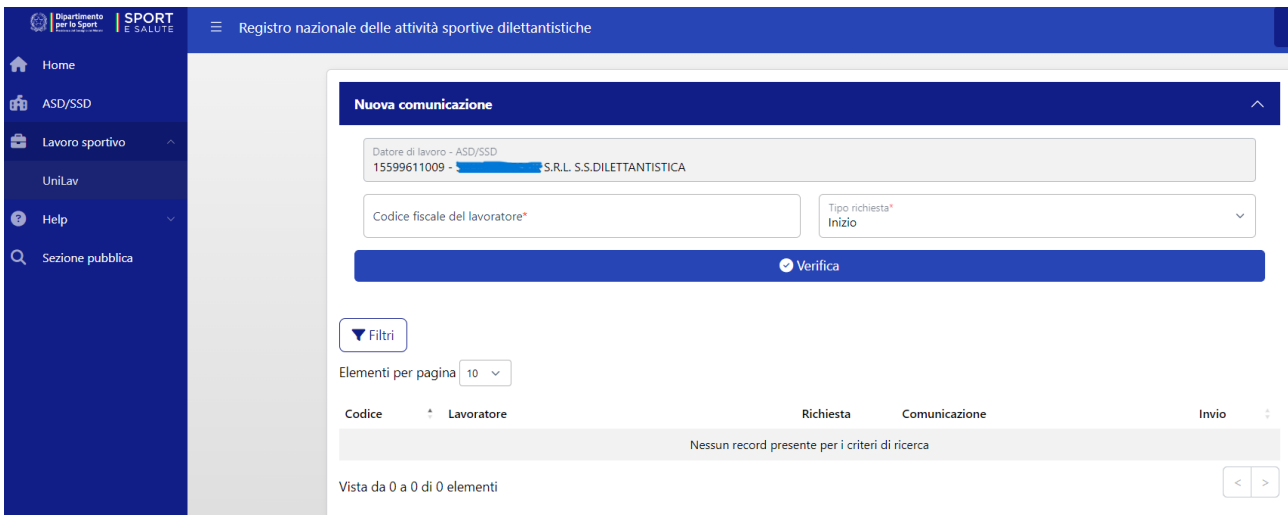 Dipartimento
per lo Sport
SPORT
E SALUTE
Registro nazionale delle attività sportive dilettantistiche
Home
ASD/SSD
Lavoro sportivo
UniLav
Help
Sezione pubblica
Nuova comunicazione
Datore di lavoro - ASD/SSD
15599611009 - S.R.L. S.S.DILETTANTISTICA
Codice fiscale del lavoratore*
Tipo richiesta*
Inizio
Verifica
Filtri
Elementi per pagina 10
Codice Lavoratore Richiesta Comunicazione Invio
Nessun record presente per i criteri di ricerca
Vista da 0 a 0 di 0 elementi
< >